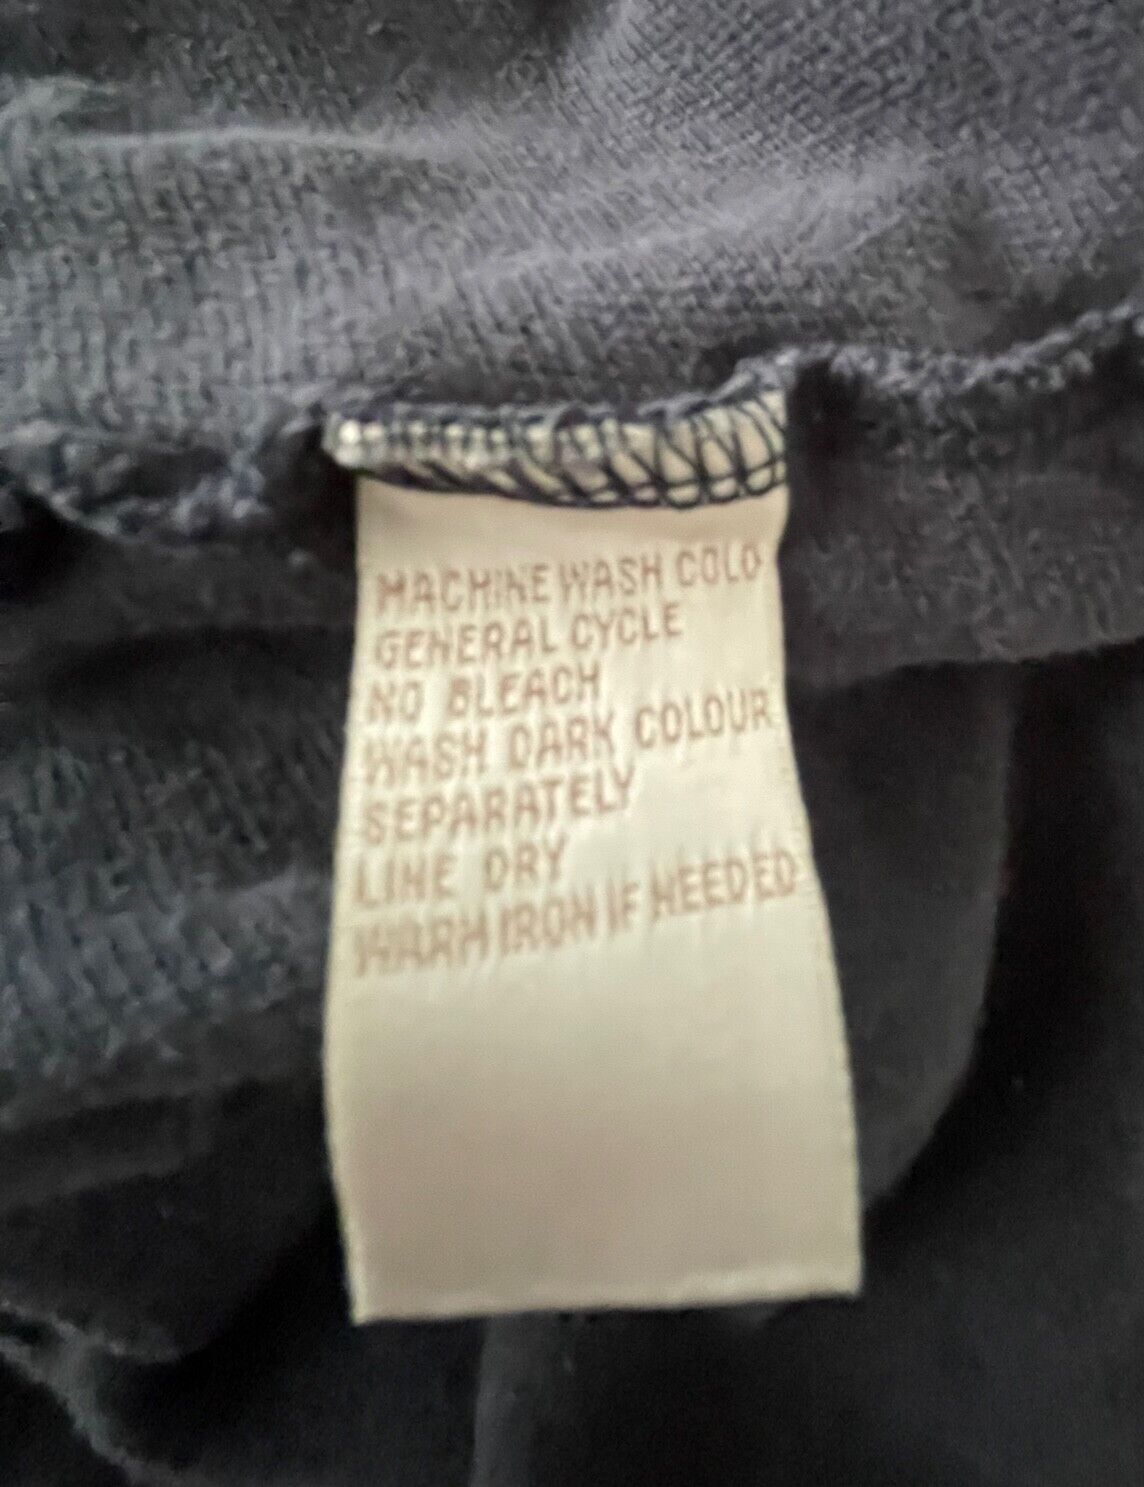 MACHINE WASH COLD
GENERAL CYCLE
NO BLEACH
WASH DARK COLOUR
SEPARATELY
LINE DRY
WARM IRON IF NEEDED